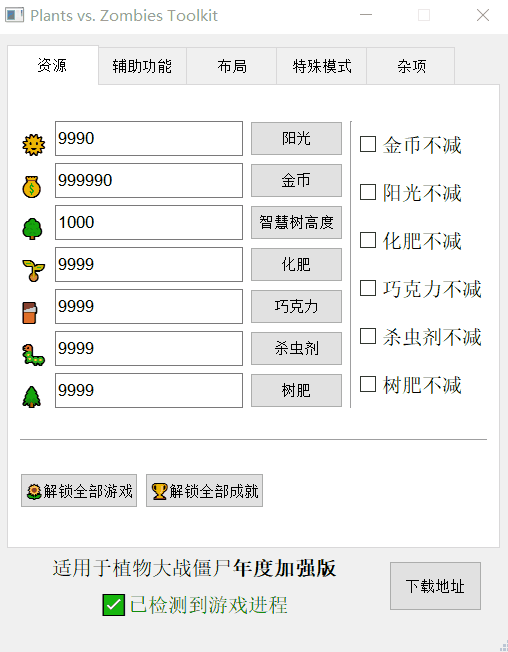 Plants vs. Zombies Toolkit
资源 辅助功能 布局 特殊模式 杂项
9990 阳光 金币不减
999990 金币 阳光不减
1000 智慧树高度 化肥不减
9999 化肥 巧克力不减
9999 巧克力 杀虫剂不减
9999 杀虫剂 树肥不减
9999 树肥
解锁全部游戏 解锁全部成就
适用于植物大战僵尸年度加强版
已检测到游戏进程
下载地址